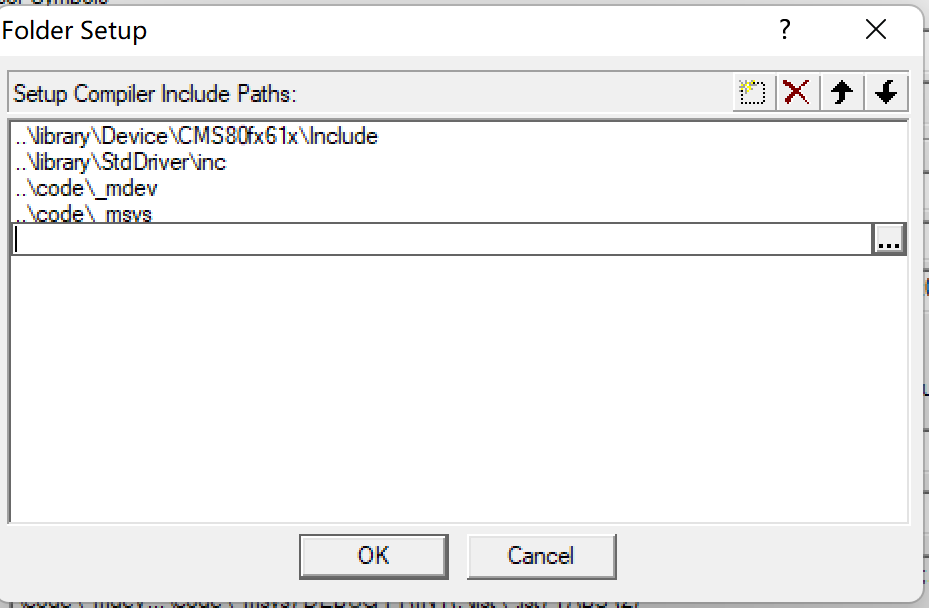 Folder Setup
?
Setup Compiler Include Paths:
..\library\Device\CMS80fx61x\Include
..\library\StdDriver\inc
..\code\_mdev
..\code\_msys
...
OK
Cancel